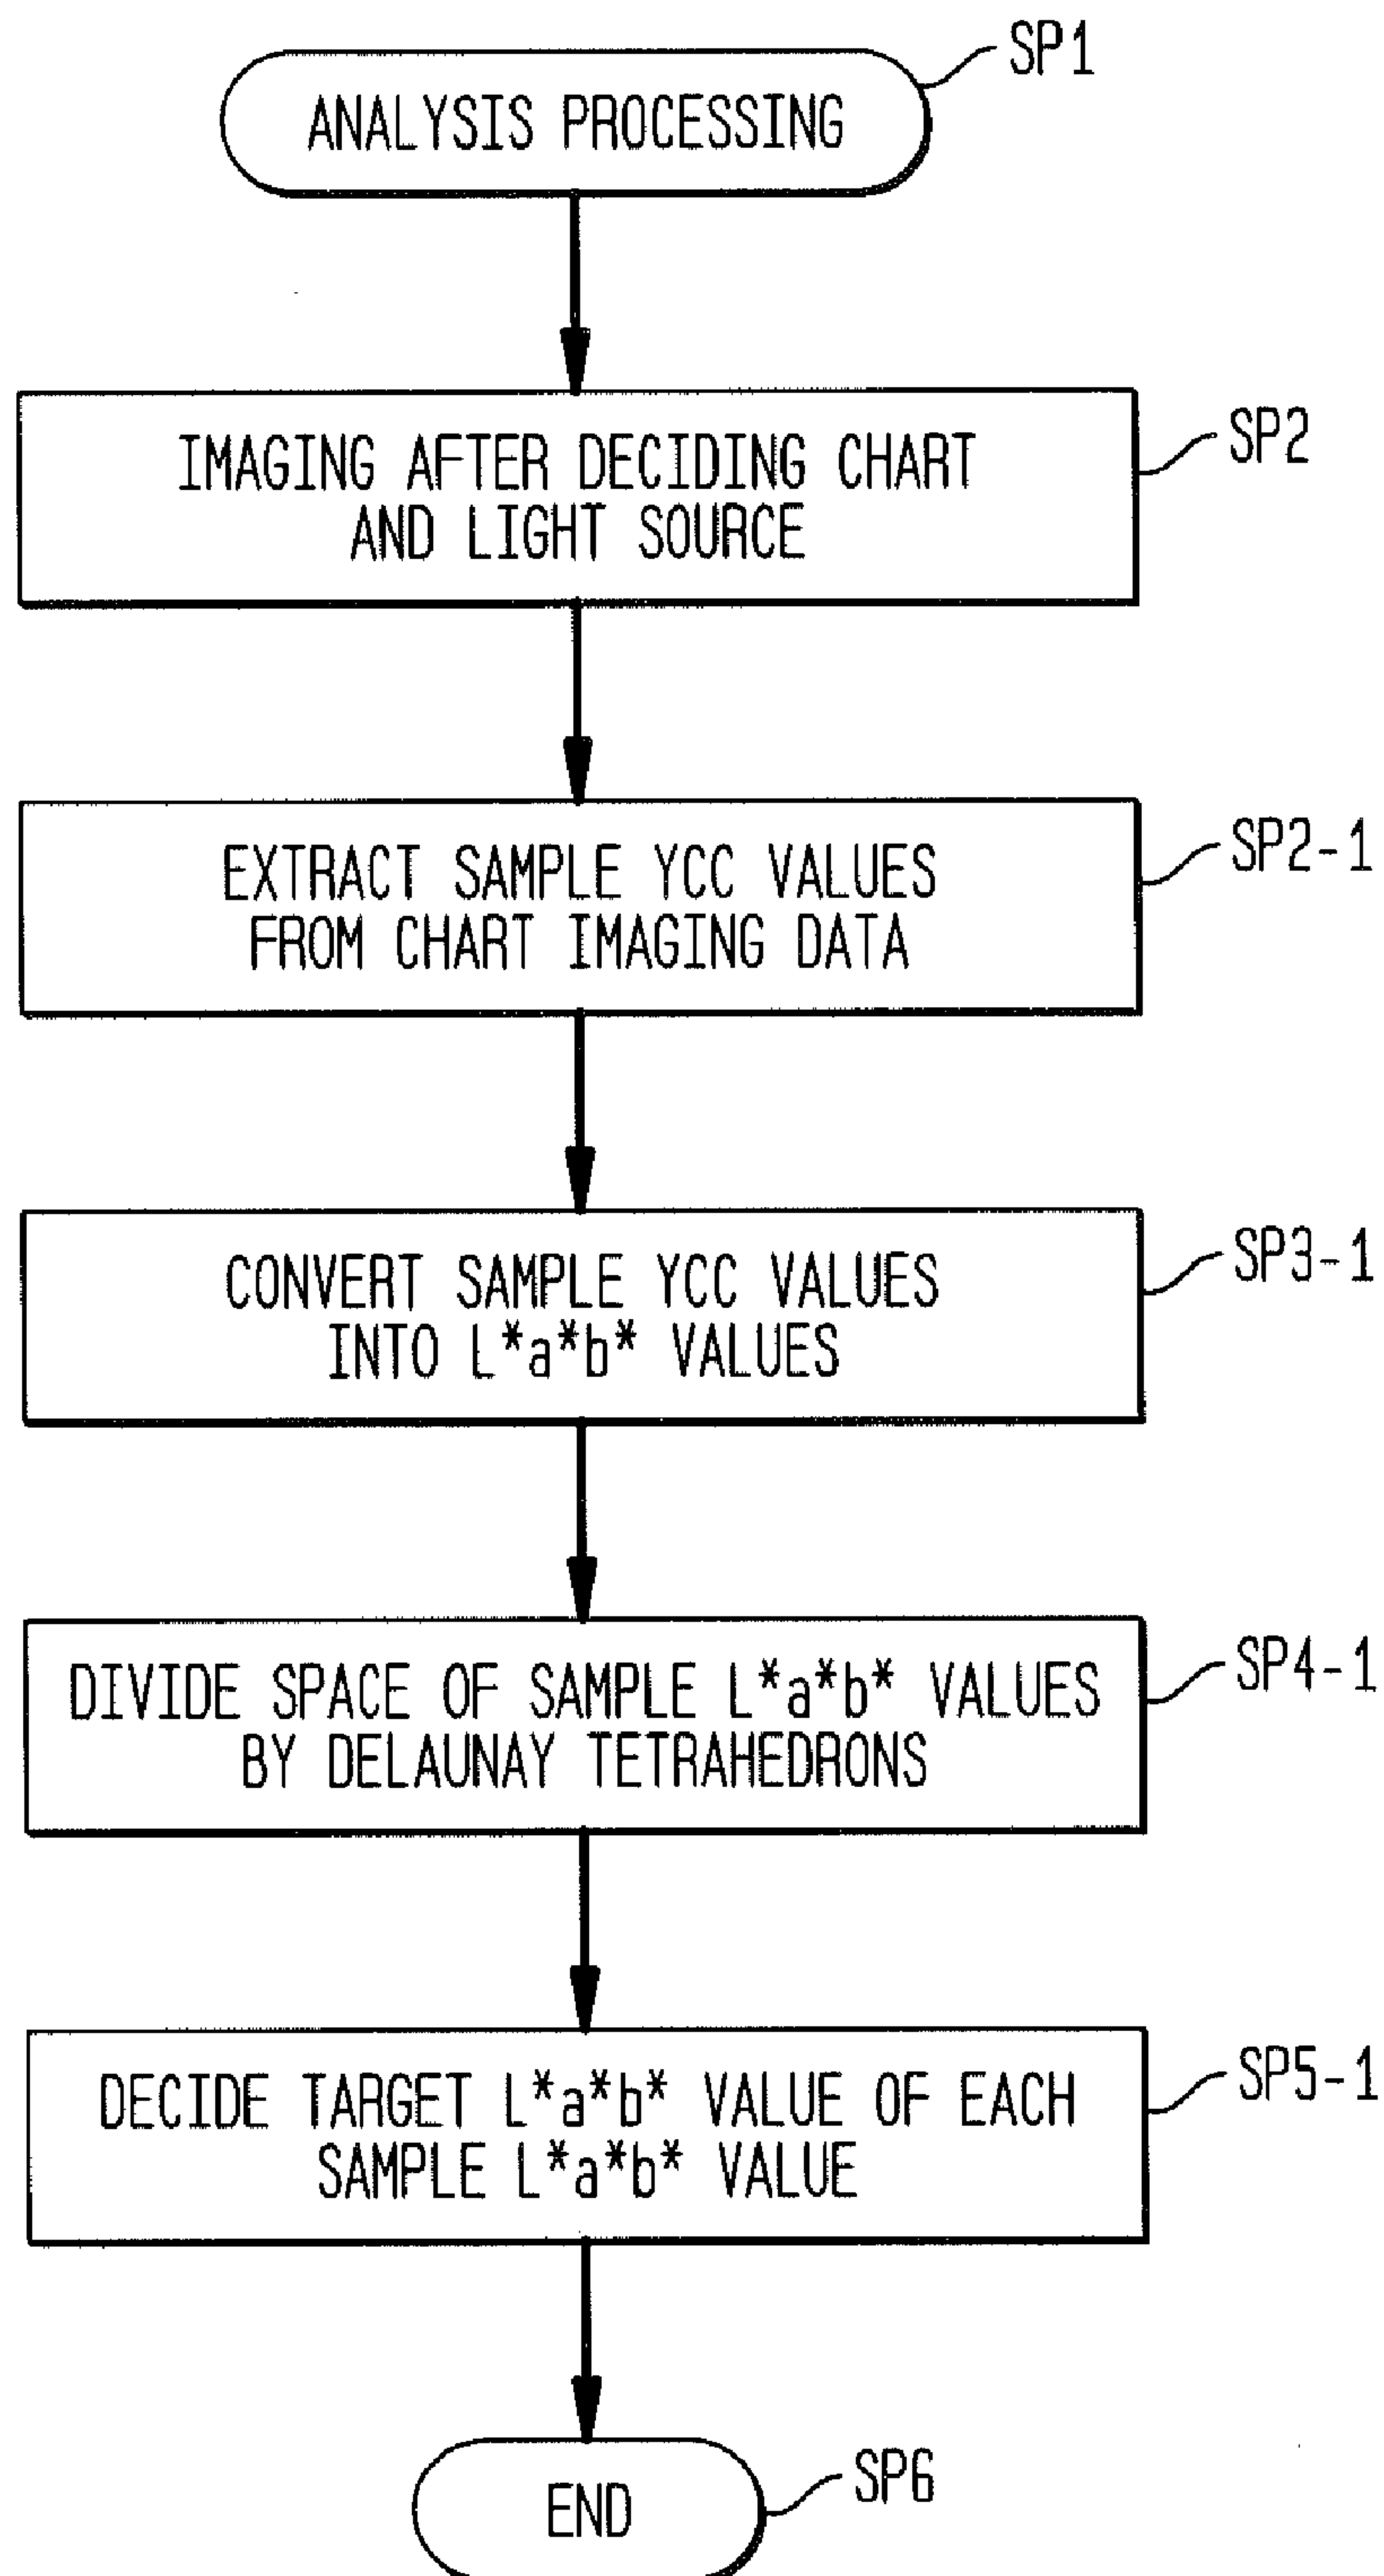 SP1
ANALYSIS PROCESSING
SP2
IMAGING AFTER DECIDING CHART
AND LIGHT SOURCE
SP2-1
EXTRACT SAMPLE YCC VALUES
FROM CHART IMAGING DATA
SP3-1
CONVERT SAMPLE YCC VALUES
INTO L*a*b* VALUES
SP4-1
DIVIDE SPACE OF SAMPLE L*a*b* VALUES
BY DELAUNAY TETRAHEDRONS
SP5-1
DECIDE TARGET L*a*b* VALUE OF EACH
SAMPLE L*a*b* VALUE
SP6
END